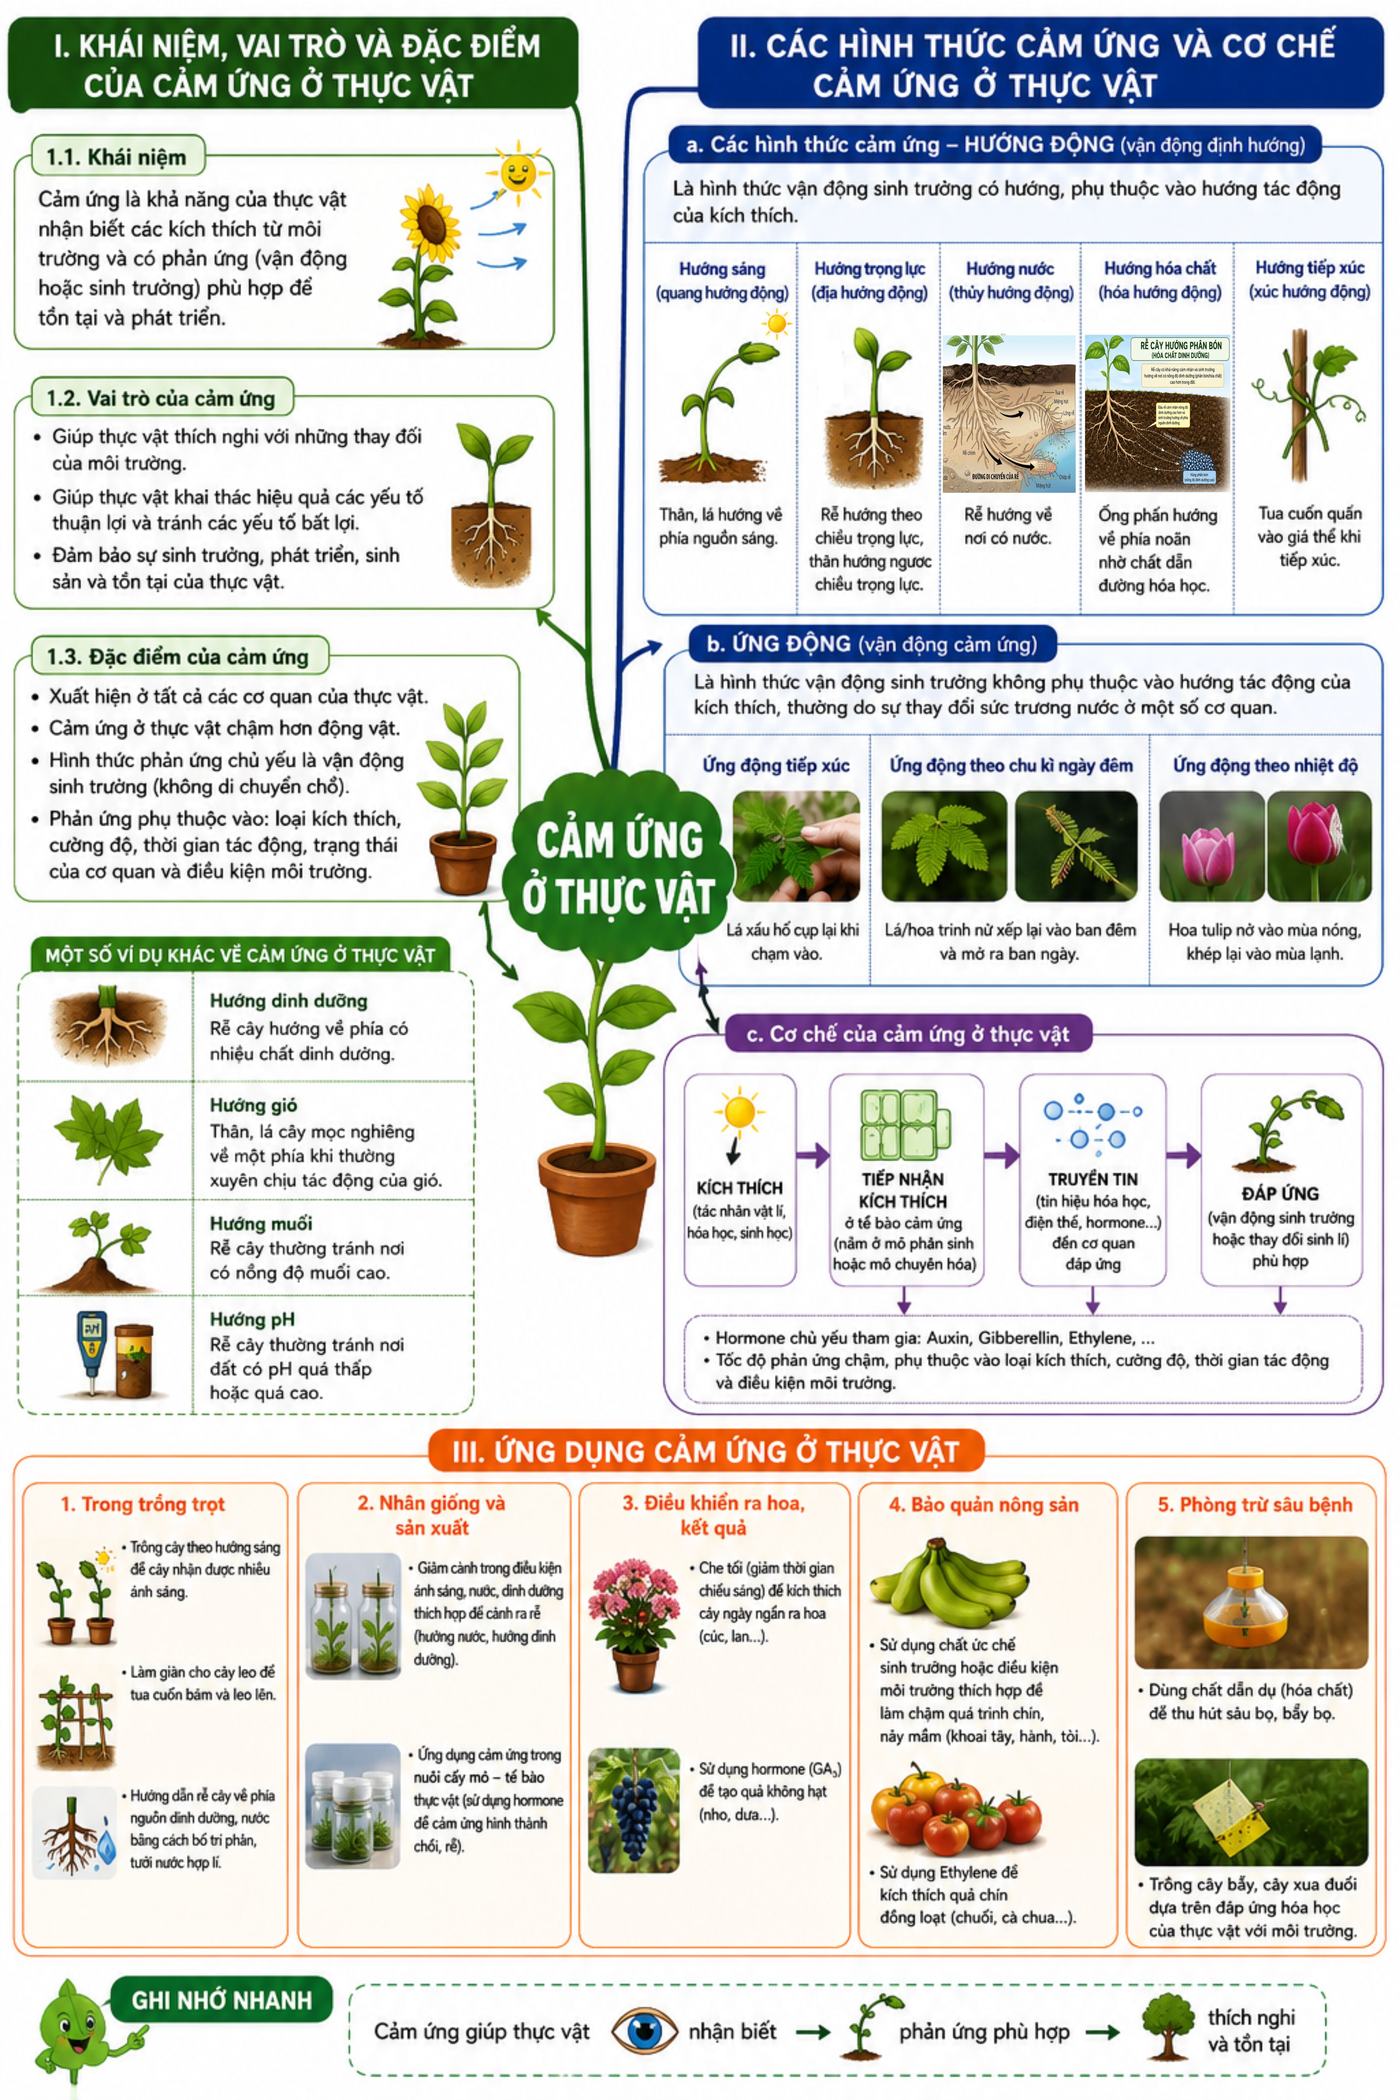 I. KHÁI NIỆM, VAI TRÒ VÀ ĐẶC ĐIỂM
CỦA CẢM ỨNG Ở THỰC VẬT
1.1. Khái niệm
Cảm ứng là khả năng của thực vật
nhận biết các kích thích từ môi
trường và có phản ứng (vận động
hoặc sinh trưởng) phù hợp để
tồn tại và phát triển.
1.2. Vai trò của cảm ứng
• Giúp thực vật thích nghi với những thay đổi
của môi trường.
• Giúp thực vật khai thác hiệu quả các yếu tố
thuận lợi và tránh các yếu tố bất lợi.
• Đảm bảo sự sinh trưởng, phát triển, sinh
sản và tồn tại của thực vật.
1.3. Đặc điểm của cảm ứng
• Xuất hiện ở tất cả các cơ quan của thực vật.
• Cảm ứng ở thực vật chậm hơn động vật.
• Hình thức phản ứng chủ yếu là vận động
sinh trưởng (không di chuyển chỗ).
• Phản ứng phụ thuộc vào: loại kích thích,
cường độ, thời gian tác động, trạng thái
của cơ quan và điều kiện môi trường.
MỘT SỐ VÍ DỤ KHÁC VỀ CẢM ỨNG Ở THỰC VẬT
Hướng dinh dưỡng
Rễ cây hướng về phía có
nhiều chất dinh dưỡng.
Hướng gió
Thân, lá cây mọc nghiêng
về một phía khi thường
xuyên chịu tác động của gió.
Hướng muối
Rễ cây thường tránh nơi
có nồng độ muối cao.
Hướng pH
Rễ cây thường tránh nơi
đất có pH quá thấp
hoặc quá cao.
CẢM ỨNG
Ở THỰC VẬT
II. CÁC HÌNH THỨC CẢM ỨNG VÀ CƠ CHẾ
CẢM ỨNG Ở THỰC VẬT
a. Các hình thức cảm ứng – HƯỚNG ĐỘNG (vận động định hướng)
Là hình thức vận động sinh trưởng có hướng, phụ thuộc vào hướng tác động
của kích thích.
Hướng sáng
(quang hướng động)
Thân, lá hướng về
phía nguồn sáng.
Hướng trọng lực
(địa hướng động)
Rễ hướng theo
chiều trọng lực,
thân hướng ngược
chiều trọng lực.
Hướng nước
(thủy hướng động)
ĐƯỜNG DI CHUYỂN CỦA RỄ
Rễ hướng về
nơi có nước.
Hướng hóa chất
(hóa hướng động)
RỄ CÂY HƯỚNG PHÂN BÓN
(HÓA CHẤT DINH DƯỠNG)
Ống phấn hướng
về phía noãn
nhờ chất dẫn
đường hóa học.
Hướng tiếp xúc
(xúc hướng động)
Tua cuốn quấn
vào giá thể khi
tiếp xúc.
b. ỨNG ĐỘNG (vận động cảm ứng)
Là hình thức vận động sinh trưởng không phụ thuộc vào hướng tác động của
kích thích, thường do sự thay đổi sức trương nước ở một số cơ quan.
Ứng động tiếp xúc
Lá xấu hổ cụp lại khi
chạm vào.
Ứng động theo chu kì ngày đêm
Lá/hoa trinh nữ xếp lại vào ban đêm
và mở ra ban ngày.
Ứng động theo nhiệt độ
Hoa tulip nở vào mùa nóng,
khép lại vào mùa lạnh.
c. Cơ chế của cảm ứng ở thực vật
KÍCH THÍCH
(tác nhân vật lí,
hóa học, sinh học)
TIẾP NHẬN
KÍCH THÍCH
ở tế bào cảm ứng
(nằm ở mô phân sinh
hoặc mô chuyên hóa)
TRUYỀN TIN
(tín hiệu hóa học,
điện thế, hormone...)
đến cơ quan
đáp ứng
ĐÁP ỨNG
(vận động sinh trưởng
hoặc thay đổi sinh lí)
phù hợp
• Hormone chủ yếu tham gia: Auxin, Gibberellin, Ethylene, ...
• Tốc độ phản ứng chậm, phụ thuộc vào loại kích thích, cường độ, thời gian tác động
và điều kiện môi trường.
III. ỨNG DỤNG CẢM ỨNG Ở THỰC VẬT
1. Trong trồng trọt
• Trồng cây theo hướng sáng
để cây nhận được nhiều
ánh sáng.
• Làm giàn cho cây leo để
tua cuốn bám và leo lên.
• Hướng dẫn rễ cây về phía
nguồn dinh dưỡng, nước
bằng cách bố trí phân,
tưới nước hợp lí.
2. Nhân giống và
sản xuất
• Giâm cành trong điều kiện
ánh sáng, nước, dinh dưỡng
thích hợp để cành ra rễ
(hướng nước, hướng dinh
dưỡng).
• Ứng dụng cảm ứng trong
nuôi cấy mô – tế bào
thực vật (sử dụng hormone
để cảm ứng hình thành
chồi, rễ).
3. Điều khiển ra hoa,
kết quả
• Che tối (giảm thời gian
chiếu sáng) để kích thích
cây ngày ngắn ra hoa
(cúc, lan...).
• Sử dụng hormone (GA₃)
để tạo quả không hạt
(nho, dưa...).
4. Bảo quản nông sản
• Sử dụng chất ức chế
sinh trưởng hoặc điều kiện
môi trường thích hợp để
làm chậm quá trình chín,
nảy mầm (khoai tây, hành, tỏi...).
• Sử dụng Ethylene để
kích thích quả chín
đồng loạt (chuối, cà chua...).
5. Phòng trừ sâu bệnh
• Dùng chất dẫn dụ (hóa chất)
để thu hút sâu bọ, bẫy bọ.
• Trồng cây bẫy, cây xua đuổi
dựa trên đáp ứng hóa học
của thực vật với môi trường.
GHI NHỚ NHANH
Cảm ứng giúp thực vật
nhận biết
phản ứng phù hợp
thích nghi
và tồn tại